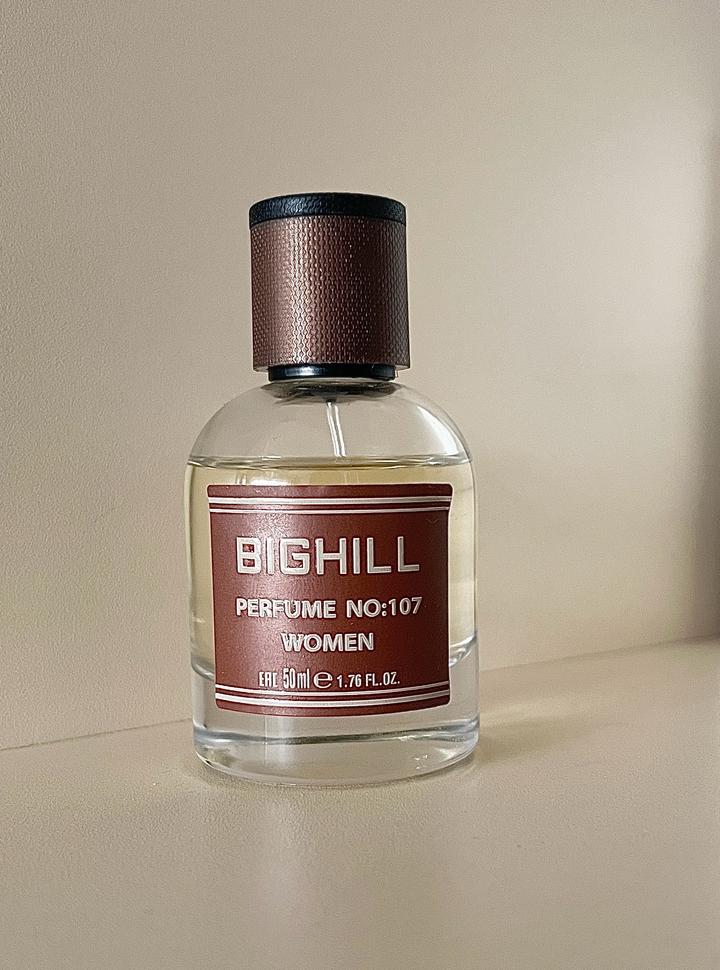 BIGHILL
PERFUME NO:107
WOMEN
EAC 50ml ℮ 1.76 FL.OZ.